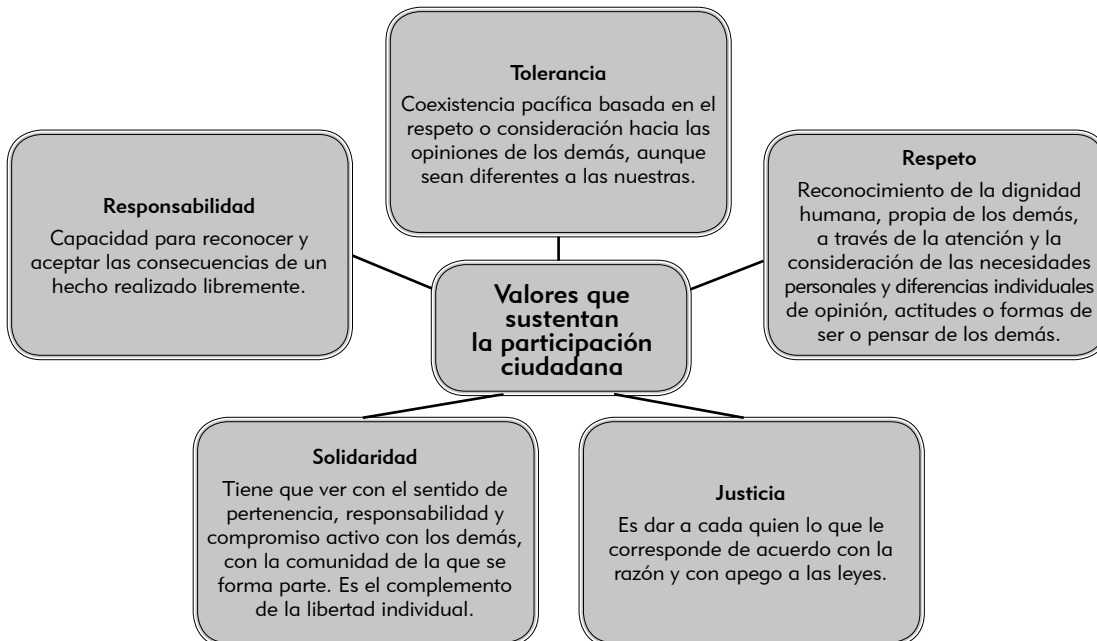 Tolerancia
Coexistencia pacífica basada en el
respeto o consideración hacia las
opiniones de los demás, aunque
sean diferentes a las nuestras.
Responsabilidad
Capacidad para reconocer y
aceptar las consecuencias de un
hecho realizado libremente.
Respeto
Reconocimiento de la dignidad
humana, propia de los demás,
a través de la atención y la
consideración de las necesidades
personales y diferencias individuales
de opinión, actitudes o formas de
ser o pensar de los demás.
Valores que
sustentan
la participación
ciudadana
Solidaridad
Tiene que ver con el sentido de
pertenencia, responsabilidad y
compromiso activo con los demás,
con la comunidad de la que se
forma parte. Es el complemento
de la libertad individual.
Justicia
Es dar a cada quien lo que le
corresponde de acuerdo con la
razón y con apego a las leyes.